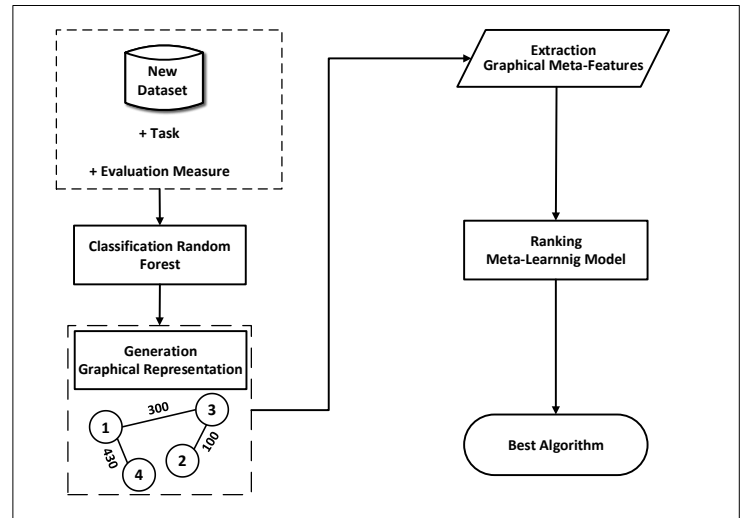 New
Dataset
+ Task
+ Evaluation Measure
Classification Random
Forest
Generation
Graphical Representation
300
3
1
100
430
2
4
Extraction
Graphical Meta-Features
Ranking
Meta-Learnnig Model
Best Algorithm